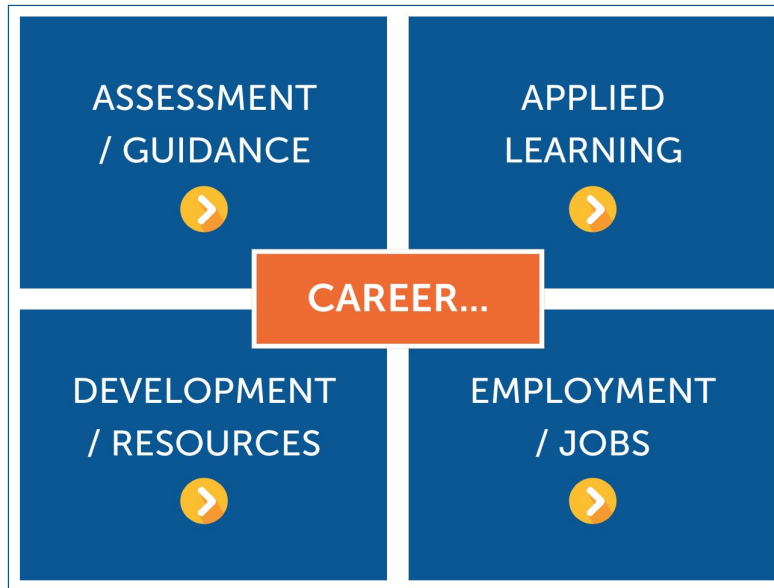 ASSESSMENT
/ GUIDANCE
APPLIED
LEARNING
CAREER...
DEVELOPMENT
/ RESOURCES
EMPLOYMENT
/ JOBS